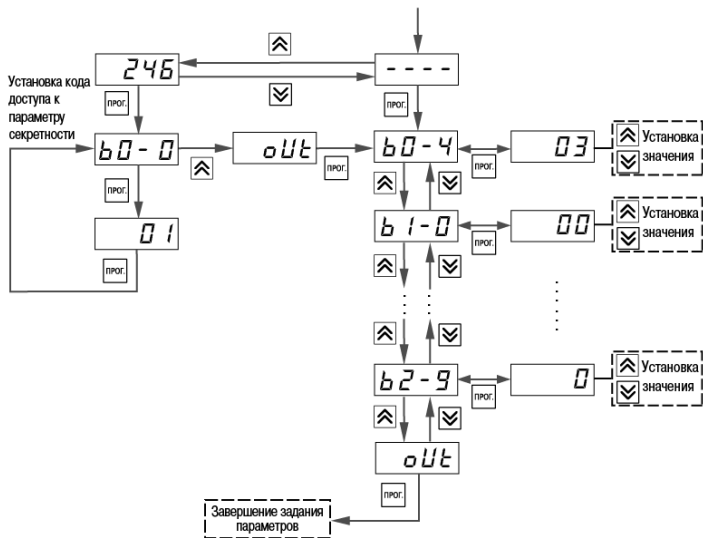 246
- - - -
Установка кода
доступа к
параметру
секретности
ПРОГ.
ПРОГ.
b0-0
oUt
ПРОГ.
b0-4
ПРОГ.
03
Установка
значения
ПРОГ.
01
ПРОГ.
b1-0
ПРОГ.
00
Установка
значения
b2-9
ПРОГ.
0
Установка
значения
oUt
ПРОГ.
Завершение задания
параметров